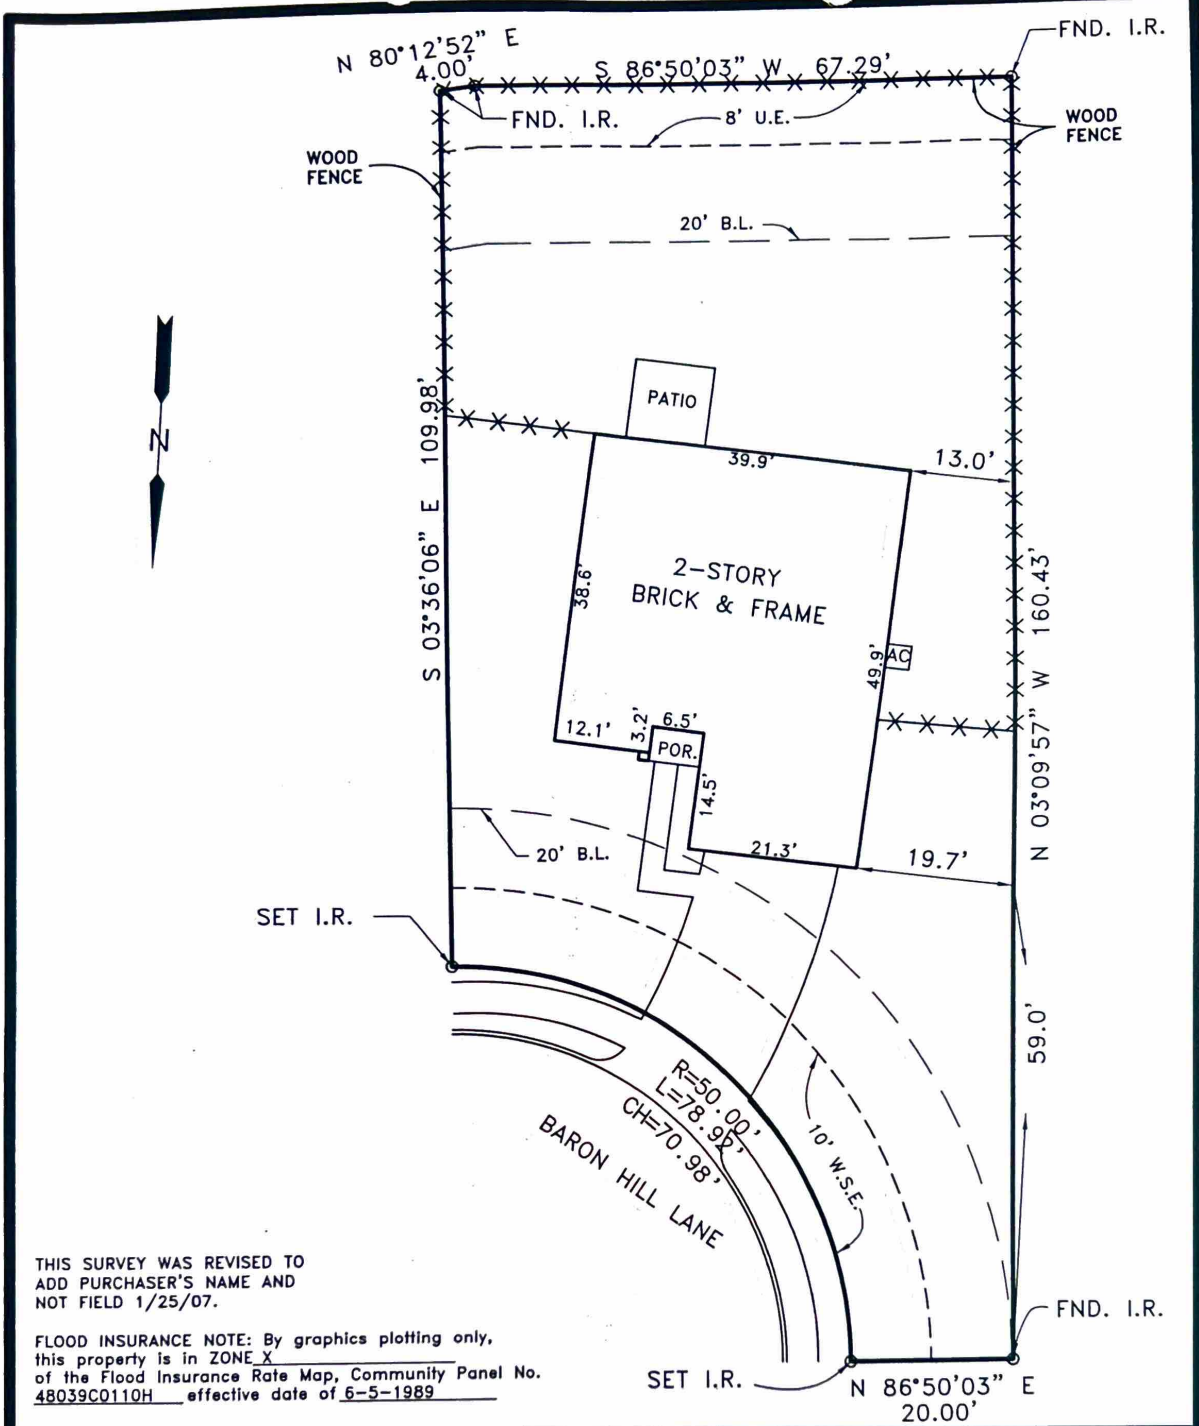 N 80°12'52" E
4.00'
S 86°50'03" W 67.29'
FND. I.R.
FND. I.R.
8' U.E.
WOOD
FENCE
WOOD
FENCE
20' B.L.
N
PATIO
39.9'
13.0'
S 03°36'06" E 109.98'
2-STORY
BRICK & FRAME
38.6'
49.9'
AC
N 03°09'57" W 160.43'
12.1'
3.2'
6.5'
POR.
14.5'
21.3'
19.7'
20' B.L.
SET I.R.
59.0'
R=50.00'
L=78.92'
CH=70.98'
BARON HILL LANE
10' W.S.E.
THIS SURVEY WAS REVISED TO
ADD PURCHASER'S NAME AND
NOT FIELD 1/25/07.
FLOOD INSURANCE NOTE: By graphics plotting only,
this property is in ZONE X
of the Flood Insurance Rate Map, Community Panel No.
48039C0110H effective date of 6-5-1989
FND. I.R.
SET I.R.
N 86°50'03" E
20.00'